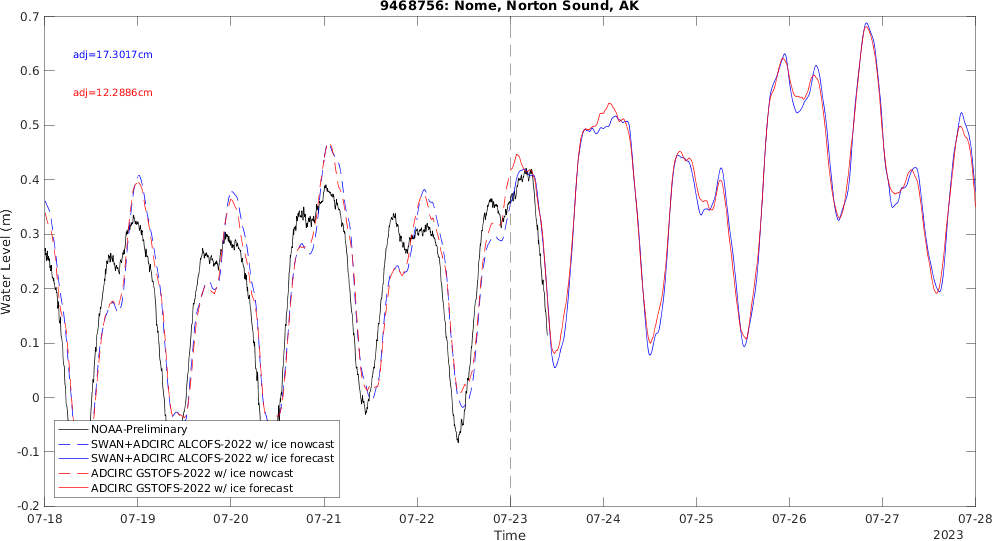 9468756: Nome, Norton Sound, AK
0.7
adj=17.3017cm
0.6
adj=12.2886cm
0.5
0.4
0.3
0.2
0.1
0
-0.1
-0.2
Water Level (m)
NOAA-Preliminary
SWAN+ADCIRC ALCOFS-2022 w/ ice nowcast
SWAN+ADCIRC ALCOFS-2022 w/ ice forecast
ADCIRC GSTOFS-2022 w/ ice nowcast
ADCIRC GSTOFS-2022 w/ ice forecast
07-18 07-19 07-20 07-21 07-22 07-23 07-24 07-25 07-26 07-27 07-28
Time
2023